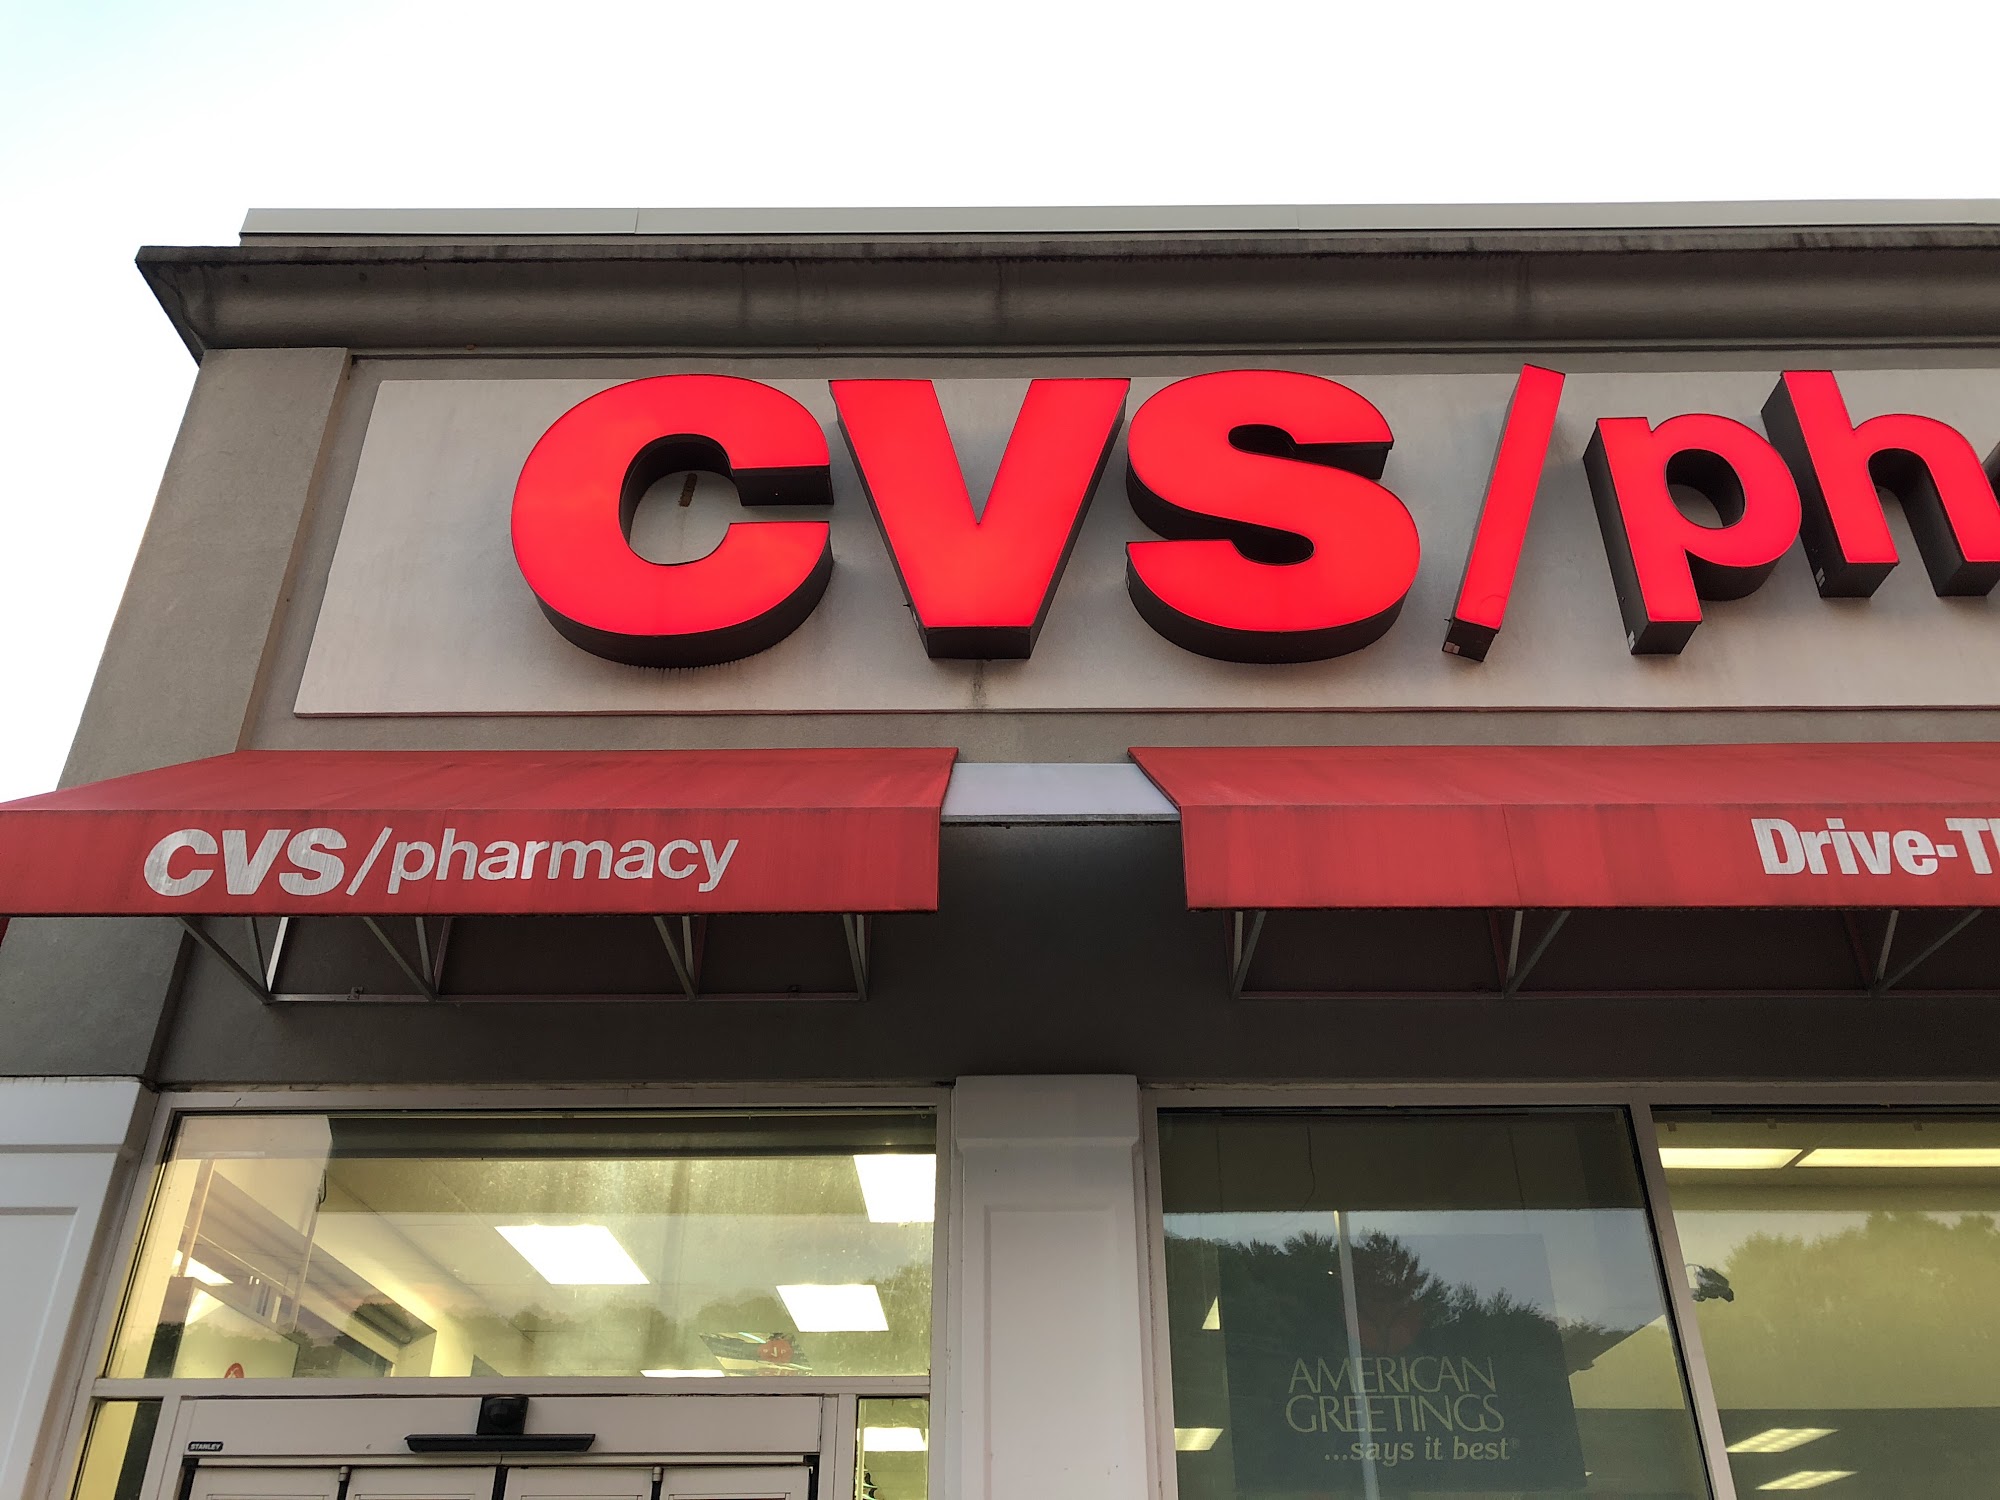 CVS/ph
CVS/pharmacy
Drive-T
AMERICAN
GREETINGS
...says it best
STANLEY